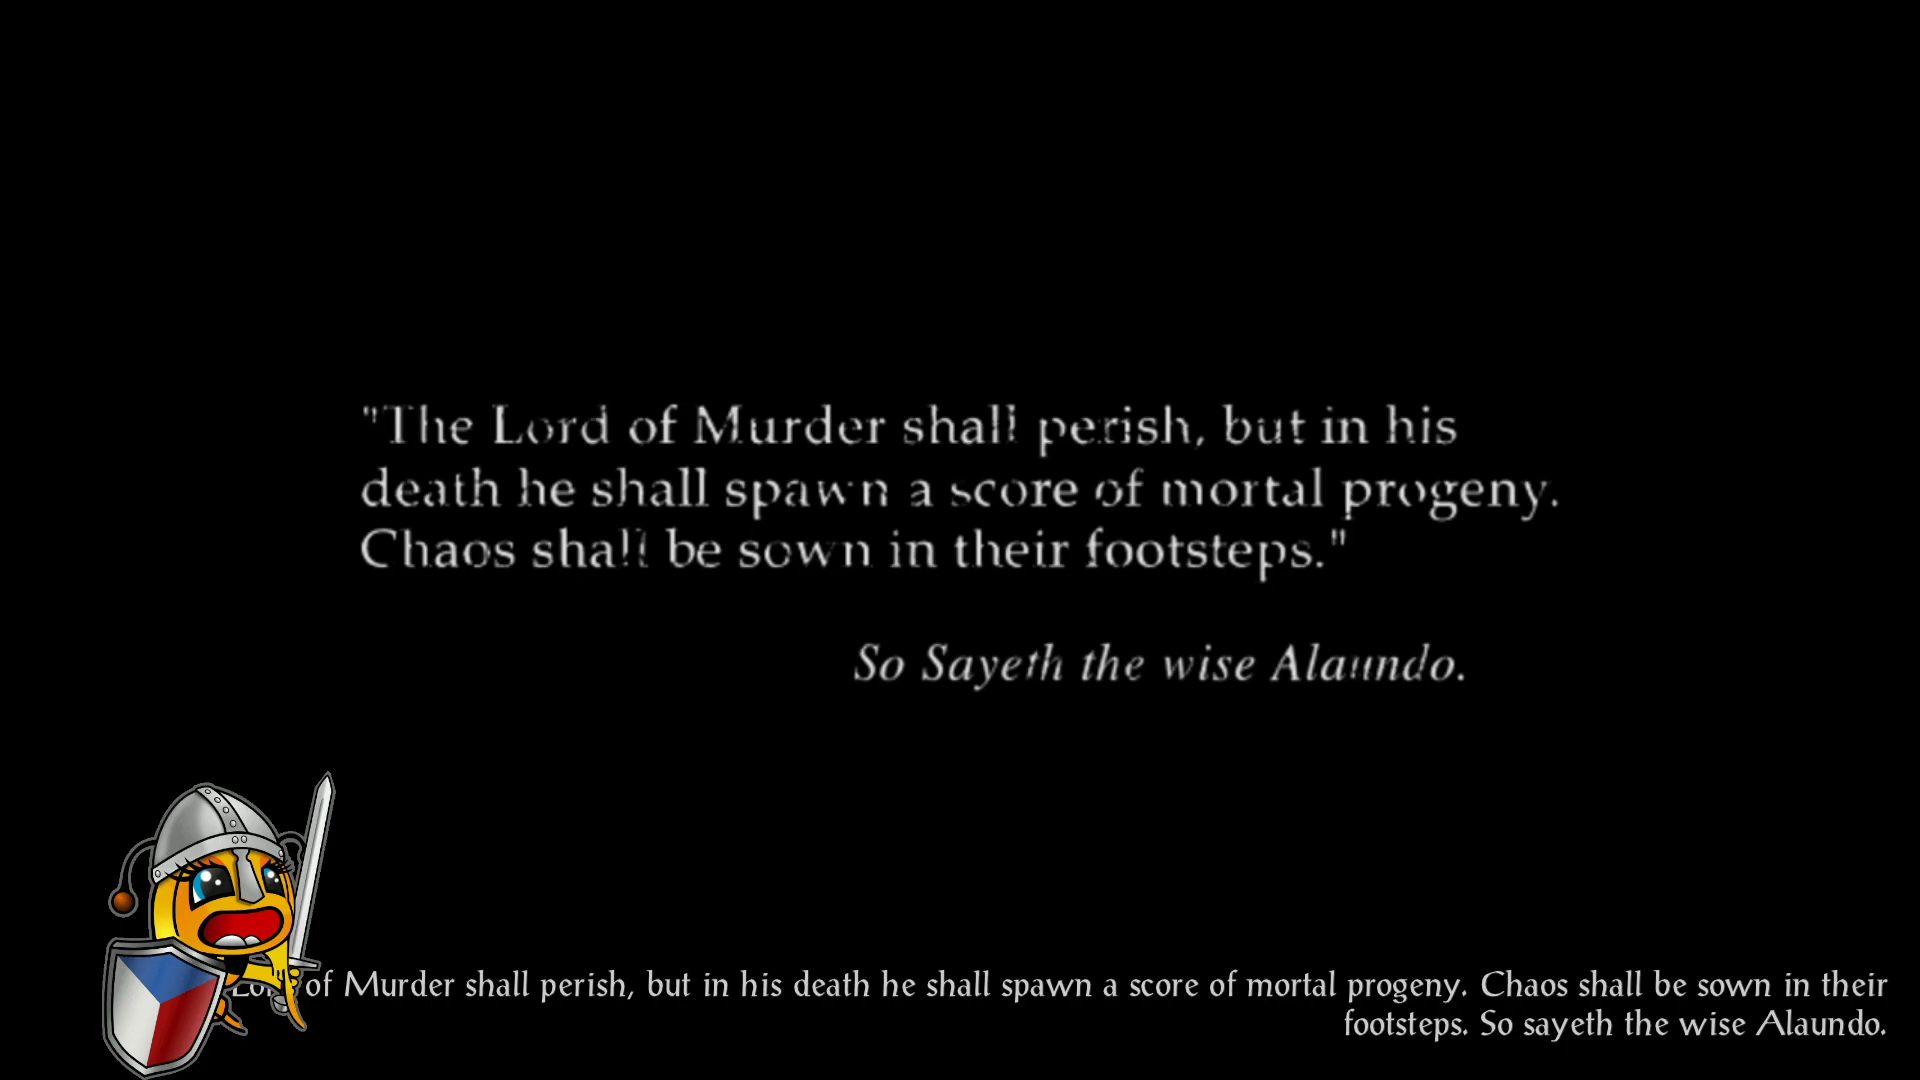 "The Lord of Murder shall perish, but in his
death he shall spawn a score of mortal progeny.
Chaos shall be sown in their footsteps."
So Sayeth the wise Alaundo.
of Murder shall perish, but in his death he shall spawn a score of mortal progeny. Chaos shall be sown in their
footsteps. So sayeth the wise Alaundo.